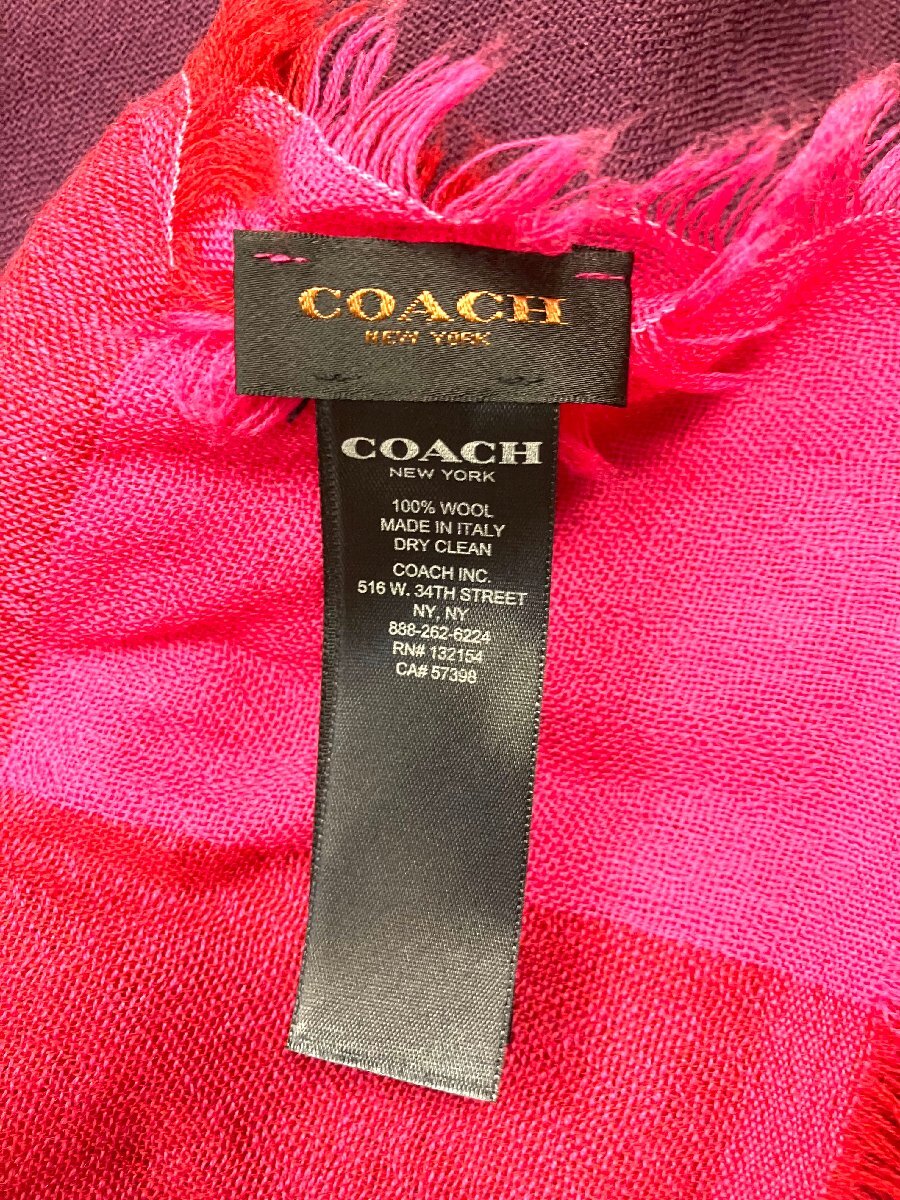 COACH
NEW YORK
COACH
NEW YORK
100% WOOL
MADE IN ITALY
DRY CLEAN
COACH INC.
516 W. 34TH STREET
NY, NY
888-262-6224
RN# 132154
CA# 57398